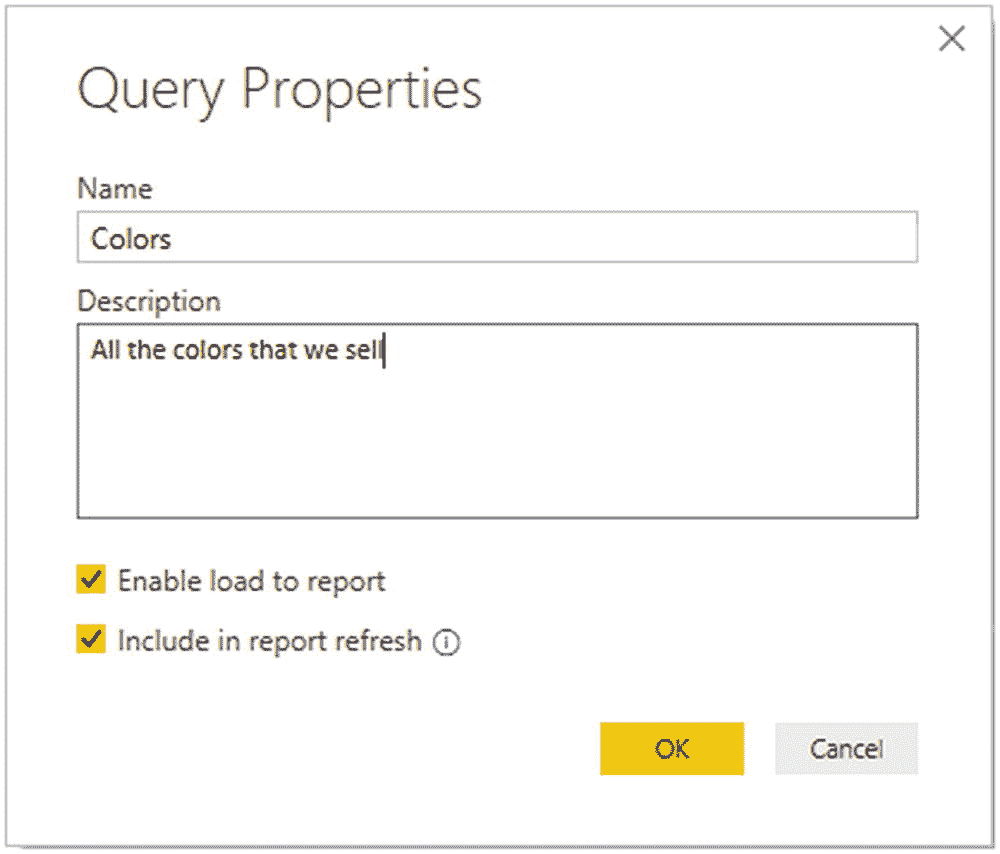 Query Properties
Name
Colors
Description
All the colors that we sell
Enable load to report
Include in report refresh
OK
Cancel